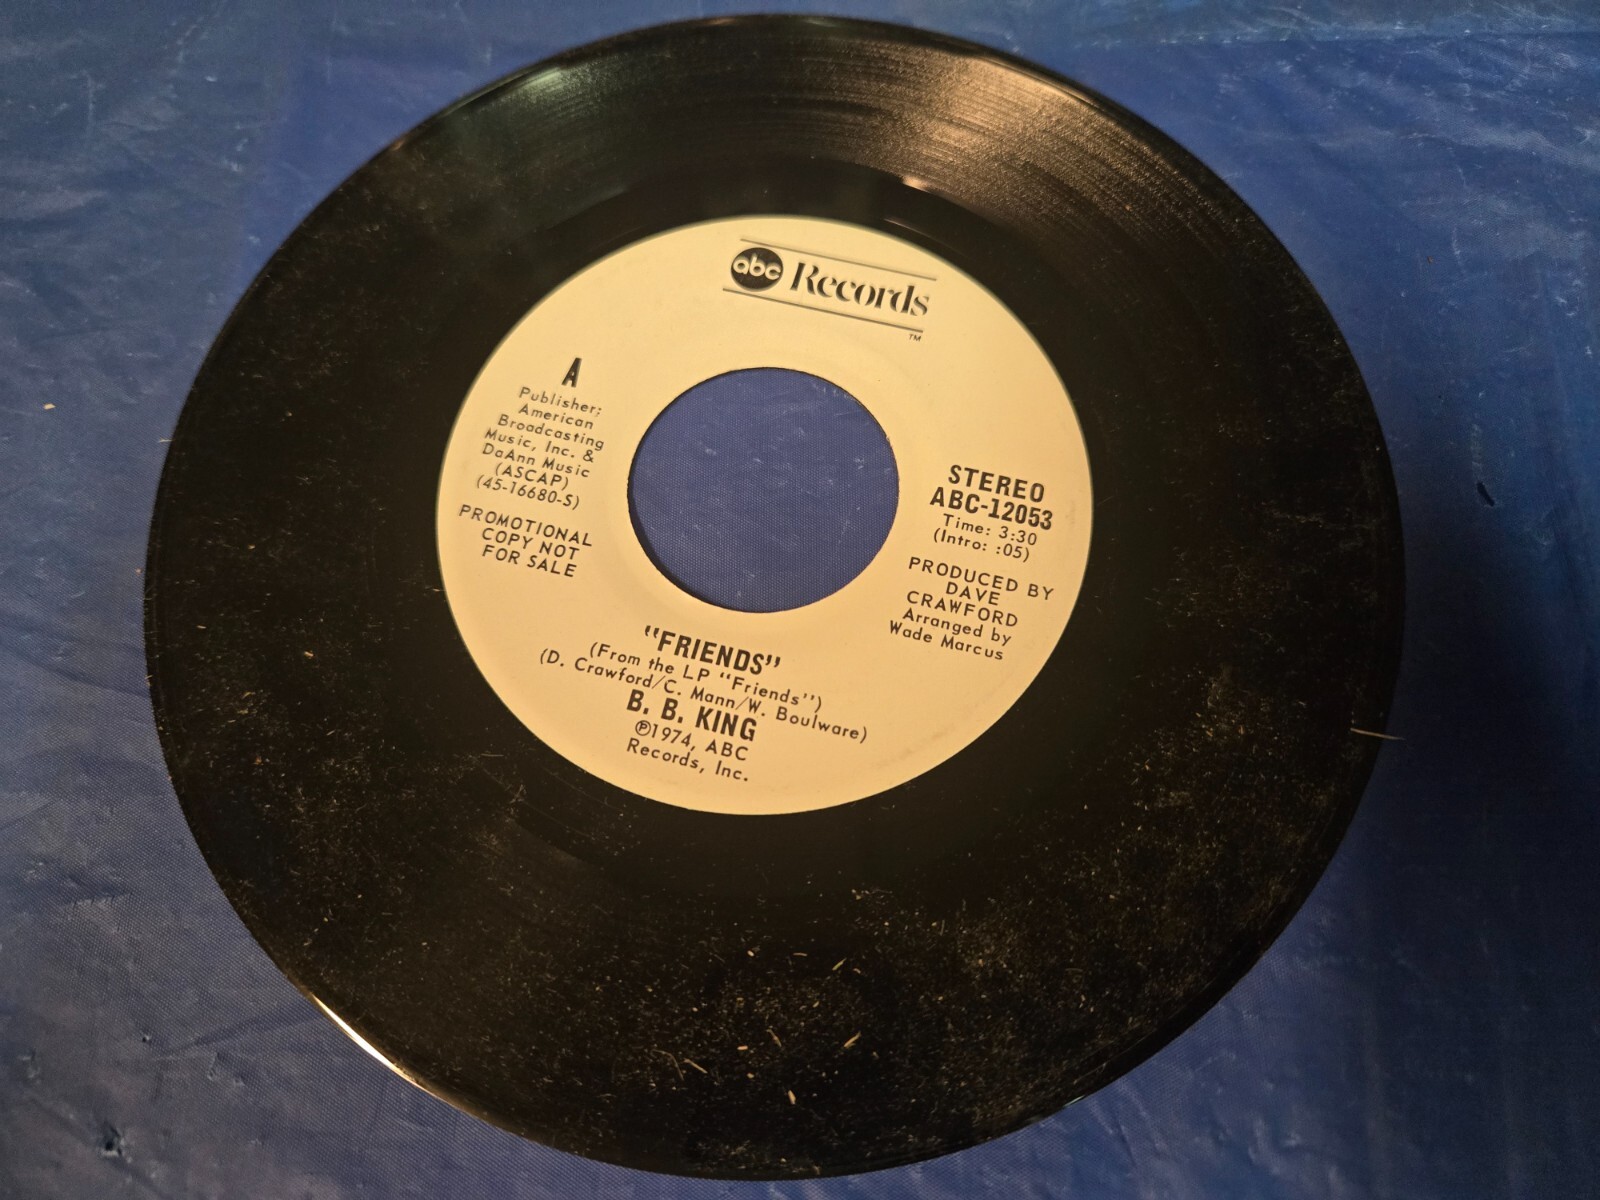 abc Records
TM
A
Publisher;
American
Broadcasting
Music, Inc. &
DaAnn Music
(ASCAP)
(45-16680-S)
PROMOTIONAL
COPY NOT
FOR SALE
STEREO
ABC-12053
Time: 3:30
(Intro: :05)
PRODUCED BY
DAVE
CRAWFORD
Arranged by
Wade Marcus
"FRIENDS"
(From the LP "Friends")
(D. Crawford/C. Mann/W. Boulware)
B. B. KING
℗1974, ABC
Records, Inc.